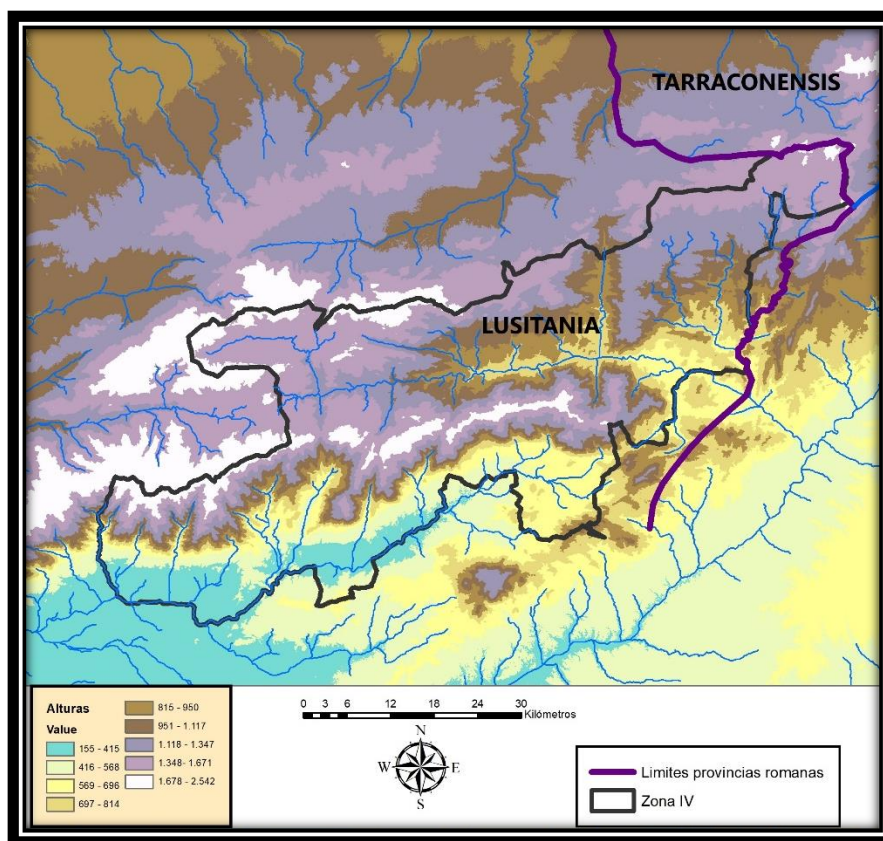 TARRACONENSIS
LUSITANIA
Alturas
Value
155 - 415
416 - 568
569 - 696
697 - 814
815 - 950
951 - 1.117
1.118 - 1.347
1.348- 1.671
1.678 - 2.542
0 3 6 12 18 24 30
Kilómetros
N
W E
S
Limites provincias romanas
Zona IV